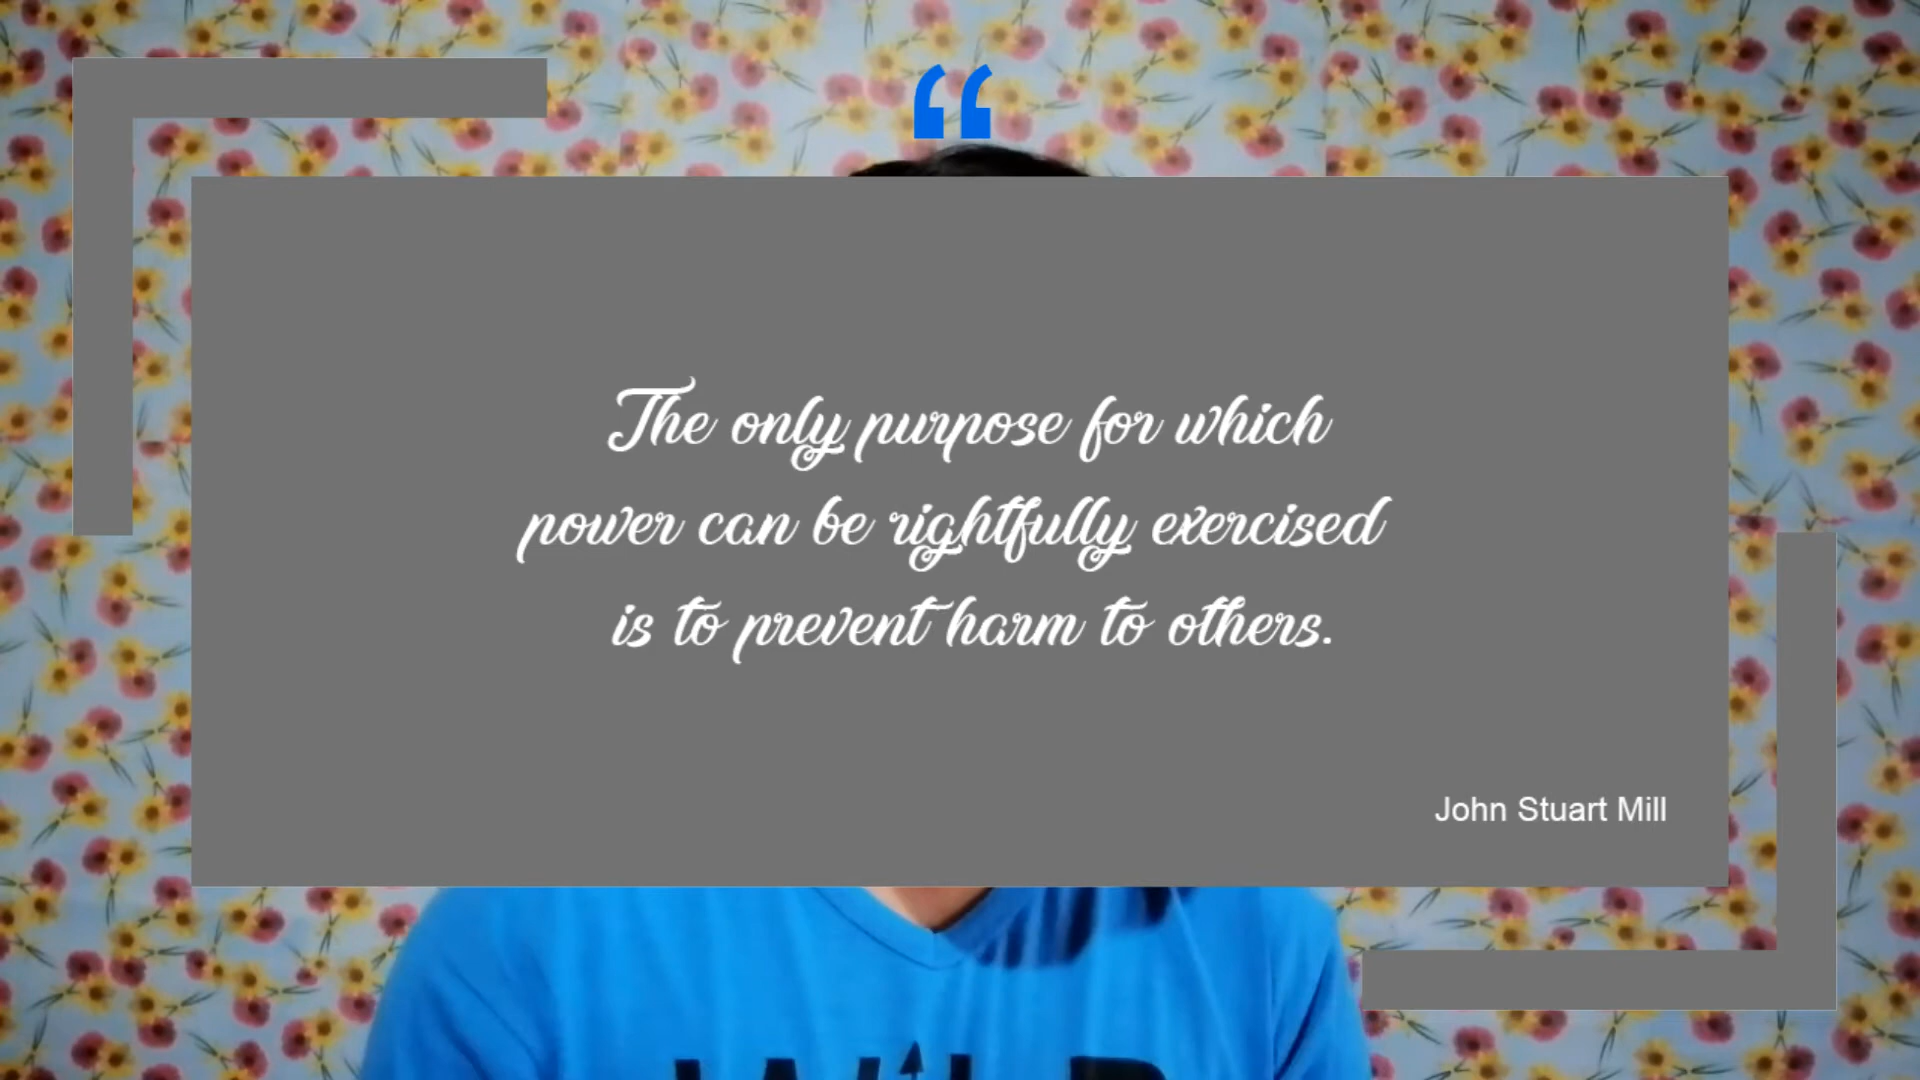 “
The only purpose for which
power can be rightfully exercised
is to prevent harm to others.
John Stuart Mill